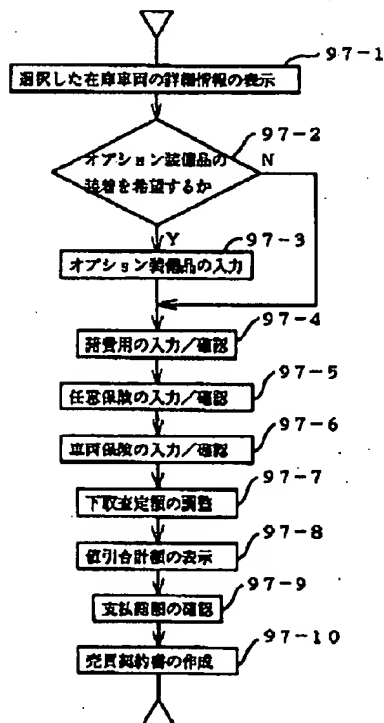 97-1
選択した在庫車両の詳細情報の表示
97-2
オプション装備品の
装着を希望するか
N
Y
97-3
オプション装備品の入力
97-4
諸費用の入力/確認
97-5
任意保険の入力/確認
97-6
車両保険の入力/確認
97-7
下取査定額の調整
97-8
値引合計額の表示
97-9
支払総額の確認
97-10
売買契約書の作成